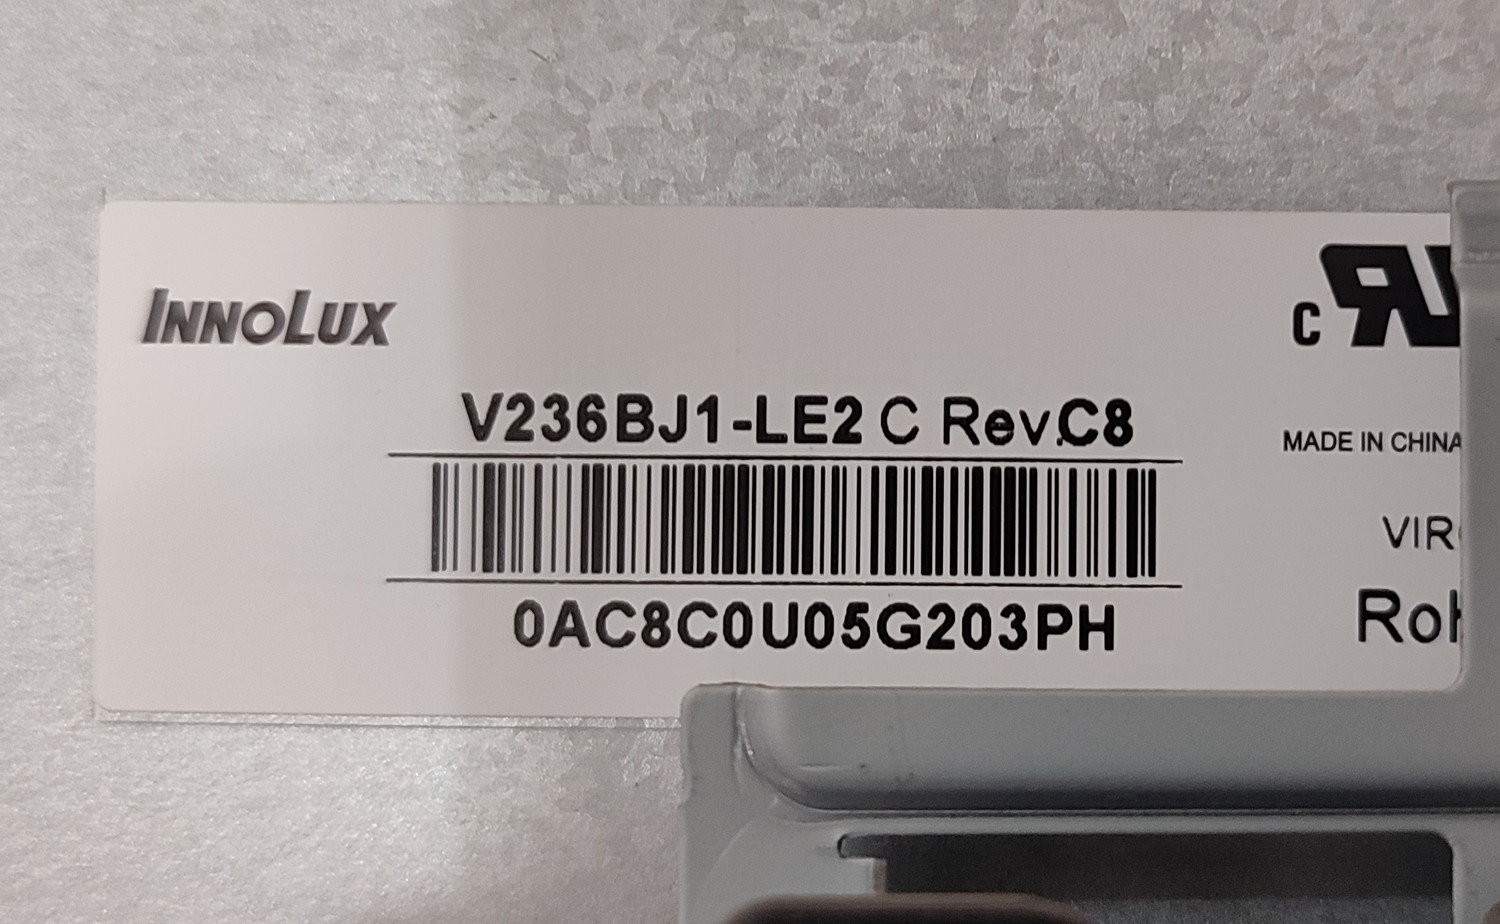 INNOLUX
V236BJ1-LE2 C Rev.C8
MADE IN CHINA
0AC8C0U05G203PH